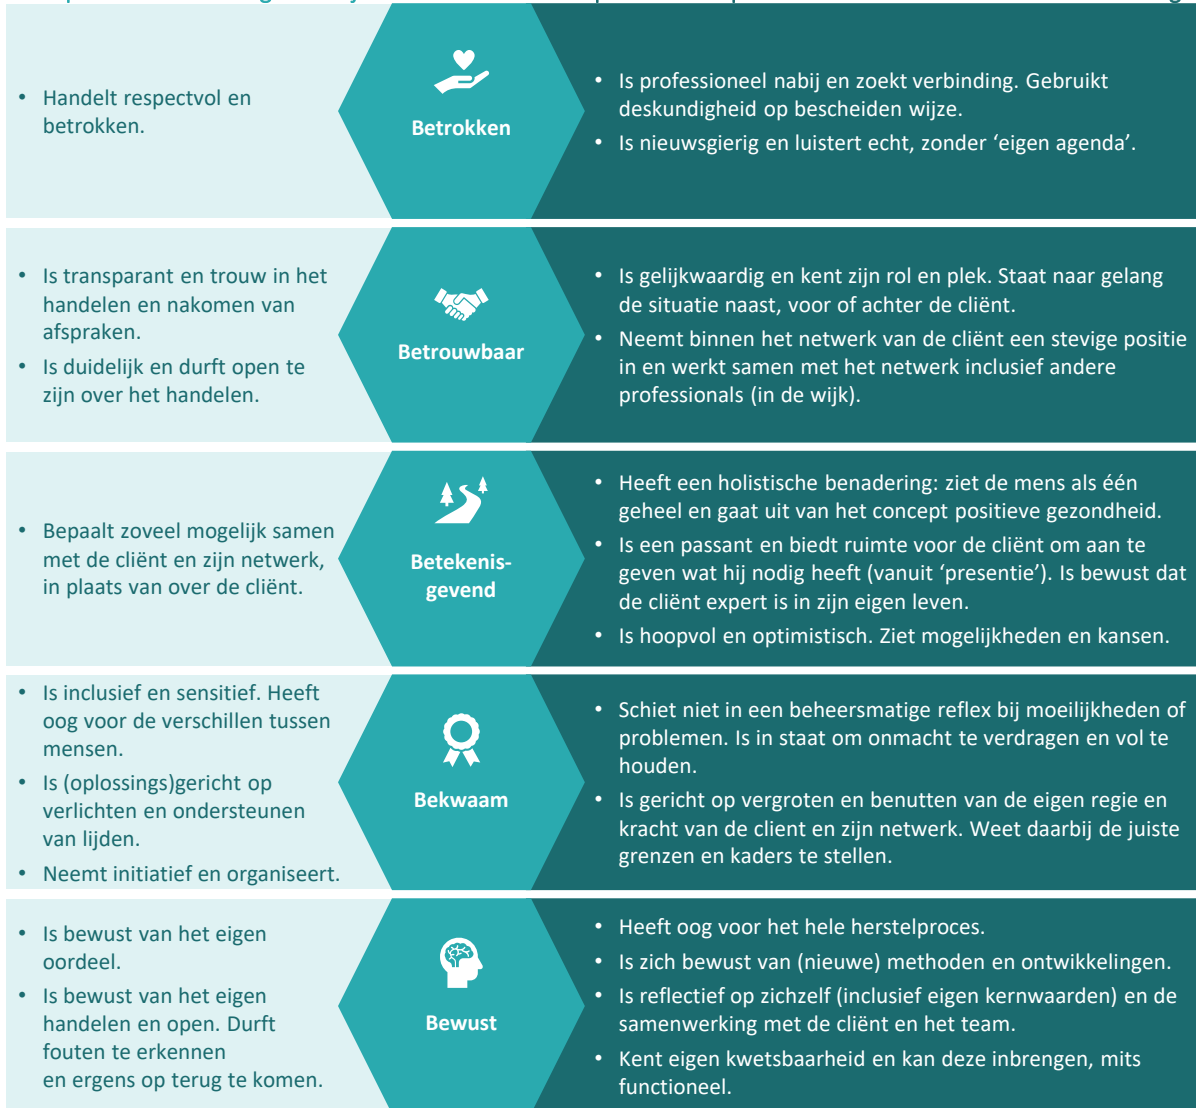 • Handelt respectvol en
betrokken.
Betrokken
• Is professioneel nabij en zoekt verbinding. Gebruikt
deskundigheid op bescheiden wijze.
• Is nieuwsgierig en luistert echt, zonder ‘eigen agenda’.
• Is transparant en trouw in het
handelen en nakomen van
afspraken.
• Is duidelijk en durft open te
zijn over het handelen.
Betrouwbaar
• Is gelijkwaardig en kent zijn rol en plek. Staat naar gelang
de situatie naast, voor of achter de cliënt.
• Neemt binnen het netwerk van de cliënt een stevige positie
in en werkt samen met het netwerk inclusief andere
professionals (in de wijk).
• Bepaalt zoveel mogelijk samen
met de cliënt en zijn netwerk,
in plaats van over de cliënt.
Betekenis-
gevend
• Heeft een holistische benadering: ziet de mens als één
geheel en gaat uit van het concept positieve gezondheid.
• Is een passant en biedt ruimte voor de cliënt om aan te
geven wat hij nodig heeft (vanuit ‘presentie’). Is bewust dat
de cliënt expert is in zijn eigen leven.
• Is hoopvol en optimistisch. Ziet mogelijkheden en kansen.
• Is inclusief en sensitief. Heeft
oog voor de verschillen tussen
mensen.
• Is (oplossings)gericht op
verlichten en ondersteunen
van lijden.
• Neemt initiatief en organiseert.
Bekwaam
• Schiet niet in een beheersmatige reflex bij moeilijkheden of
problemen. Is in staat om onmacht te verdragen en vol te
houden.
• Is gericht op vergroten en benutten van de eigen regie en
kracht van de client en zijn netwerk. Weet daarbij de juiste
grenzen en kaders te stellen.
• Is bewust van het eigen
oordeel.
• Is bewust van het eigen
handelen en open. Durft
fouten te erkennen
en ergens op terug te komen.
Bewust
• Heeft oog voor het hele herstelproces.
• Is zich bewust van (nieuwe) methoden en ontwikkelingen.
• Is reflectief op zichzelf (inclusief eigen kernwaarden) en de
samenwerking met de cliënt en het team.
• Kent eigen kwetsbaarheid en kan deze inbrengen, mits
functioneel.